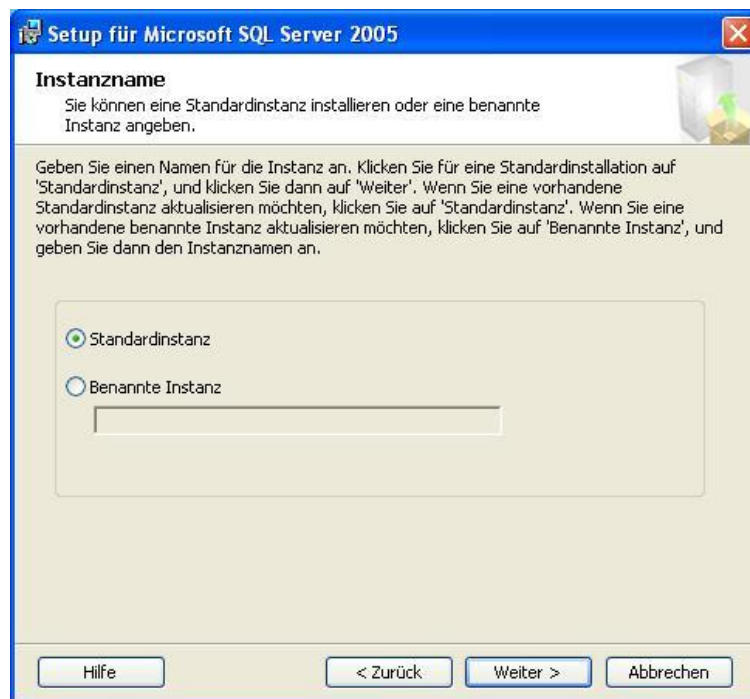 Setup für Microsoft SQL Server 2005
Instanzname
Sie können eine Standardinstanz installieren oder eine benannte
Instanz angeben.
Geben Sie einen Namen für die Instanz an. Klicken Sie für eine Standardinstallation auf
'Standardinstanz', und klicken Sie dann auf 'Weiter'. Wenn Sie eine vorhandene
Standardinstanz aktualisieren möchten, klicken Sie auf 'Standardinstanz'. Wenn Sie eine
vorhandene benannte Instanz aktualisieren möchten, klicken Sie auf 'Benannte Instanz', und
geben Sie dann den Instanznamen an.
Standardinstanz
Benannte Instanz
Hilfe
< Zurück
Weiter >
Abbrechen